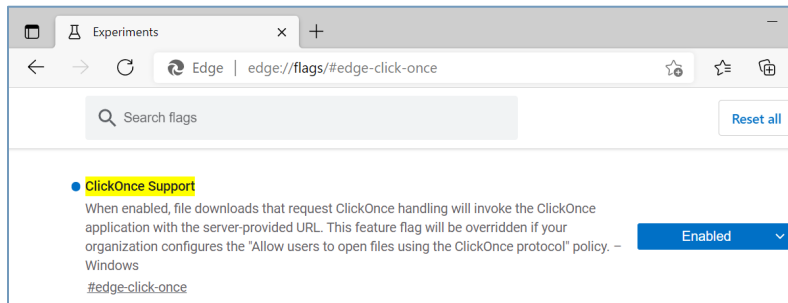 Experiments
Edge | edge://flags/#edge-click-once
Search flags
Reset all
ClickOnce Support
When enabled, file downloads that request ClickOnce handling will invoke the ClickOnce
application with the server-provided URL. This feature flag will be overridden if your
organization configures the "Allow users to open files using the ClickOnce protocol" policy. –
Windows
#edge-click-once
Enabled